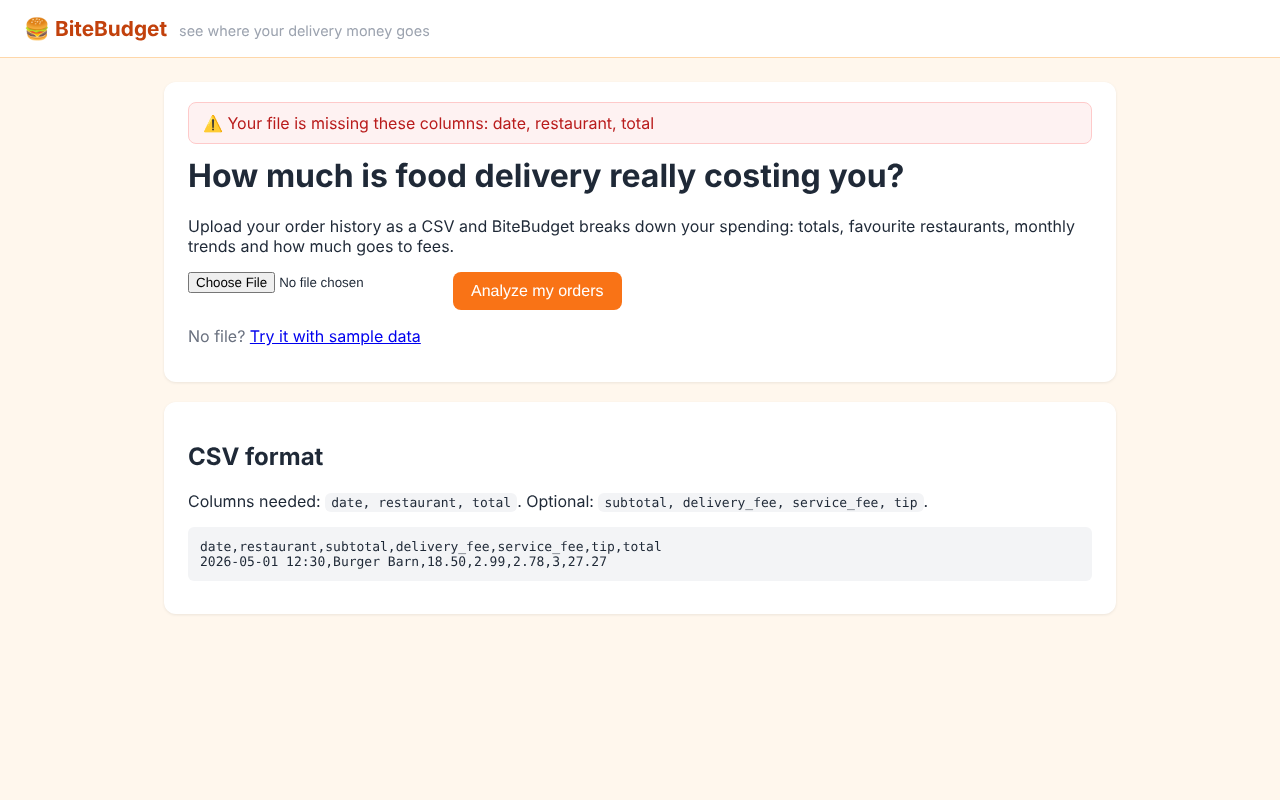 🍔 BiteBudget see where your delivery money goes
⚠️ Your file is missing these columns: date, restaurant, total
How much is food delivery really costing you?
Upload your order history as a CSV and BiteBudget breaks down your spending: totals, favourite restaurants, monthly
trends and how much goes to fees.
Choose File No file chosen Analyze my orders
No file? Try it with sample data
CSV format
Columns needed: date, restaurant, total. Optional: subtotal, delivery_fee, service_fee, tip.
date,restaurant,subtotal,delivery_fee,service_fee,tip,total
2026-05-01 12:30,Burger Barn,18.50,2.99,2.78,3,27.27